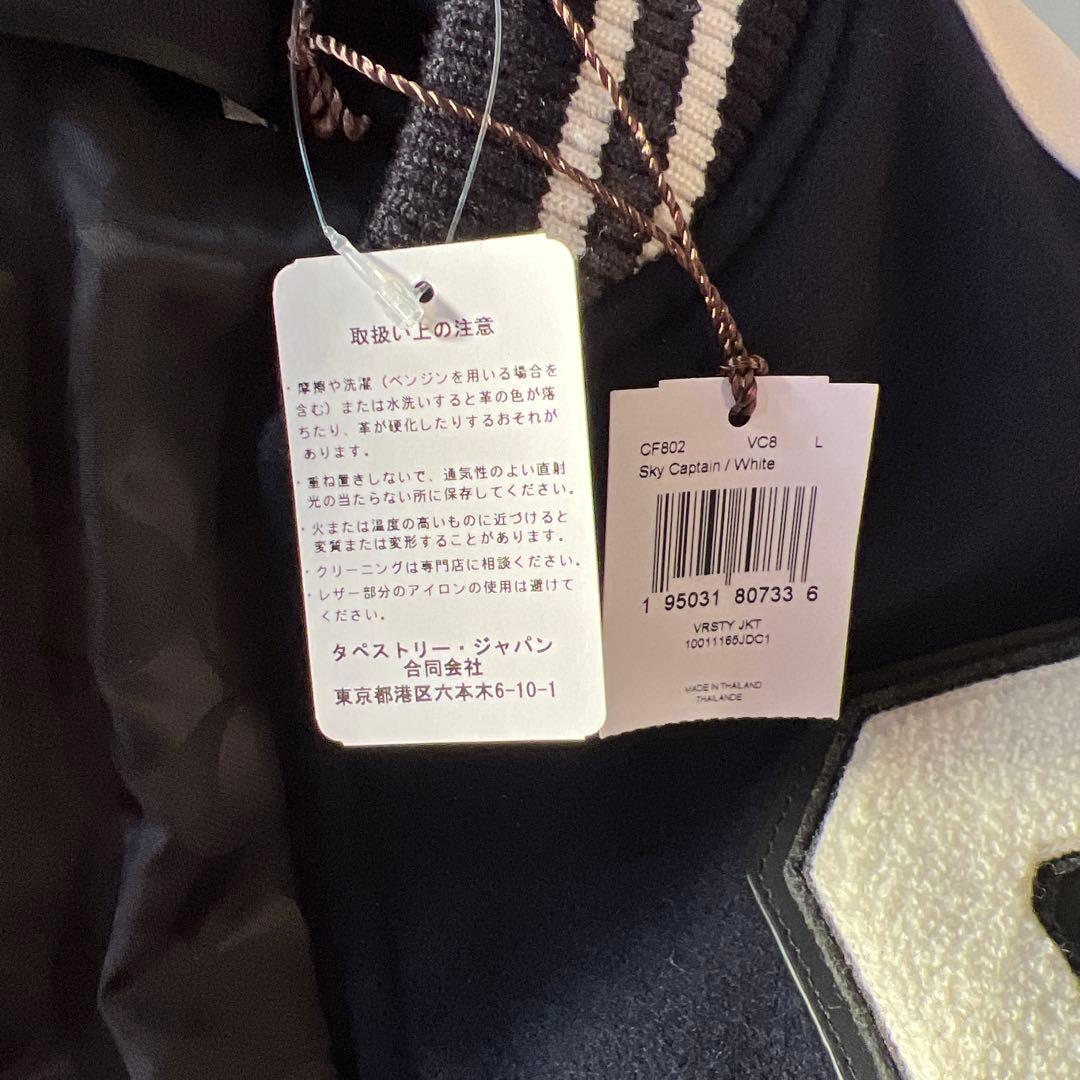 取扱い上の注意
・摩擦や洗濯（ベンジンを用いる場合を
含む）または水洗いすると革の色が落
ちたり、革が硬化したりするおそれが
あります。
・重ね置きしないで、通気性のよい直射
光の当たらない所に保存してください。
・火または温度の高いものに近づけると
変質または変形することがあります。
・クリーニングは専門店に相談ください。
・レザー部分のアイロンの使用は避けて
ください。
タペストリー・ジャパン
合同会社
東京都港区六本木6-10-1
CF802 VC8 L
Sky Captain / White
1 95031 80733 6
VRSTY JKT
10011165JDC1
MADE IN THAILAND
THAILANDE